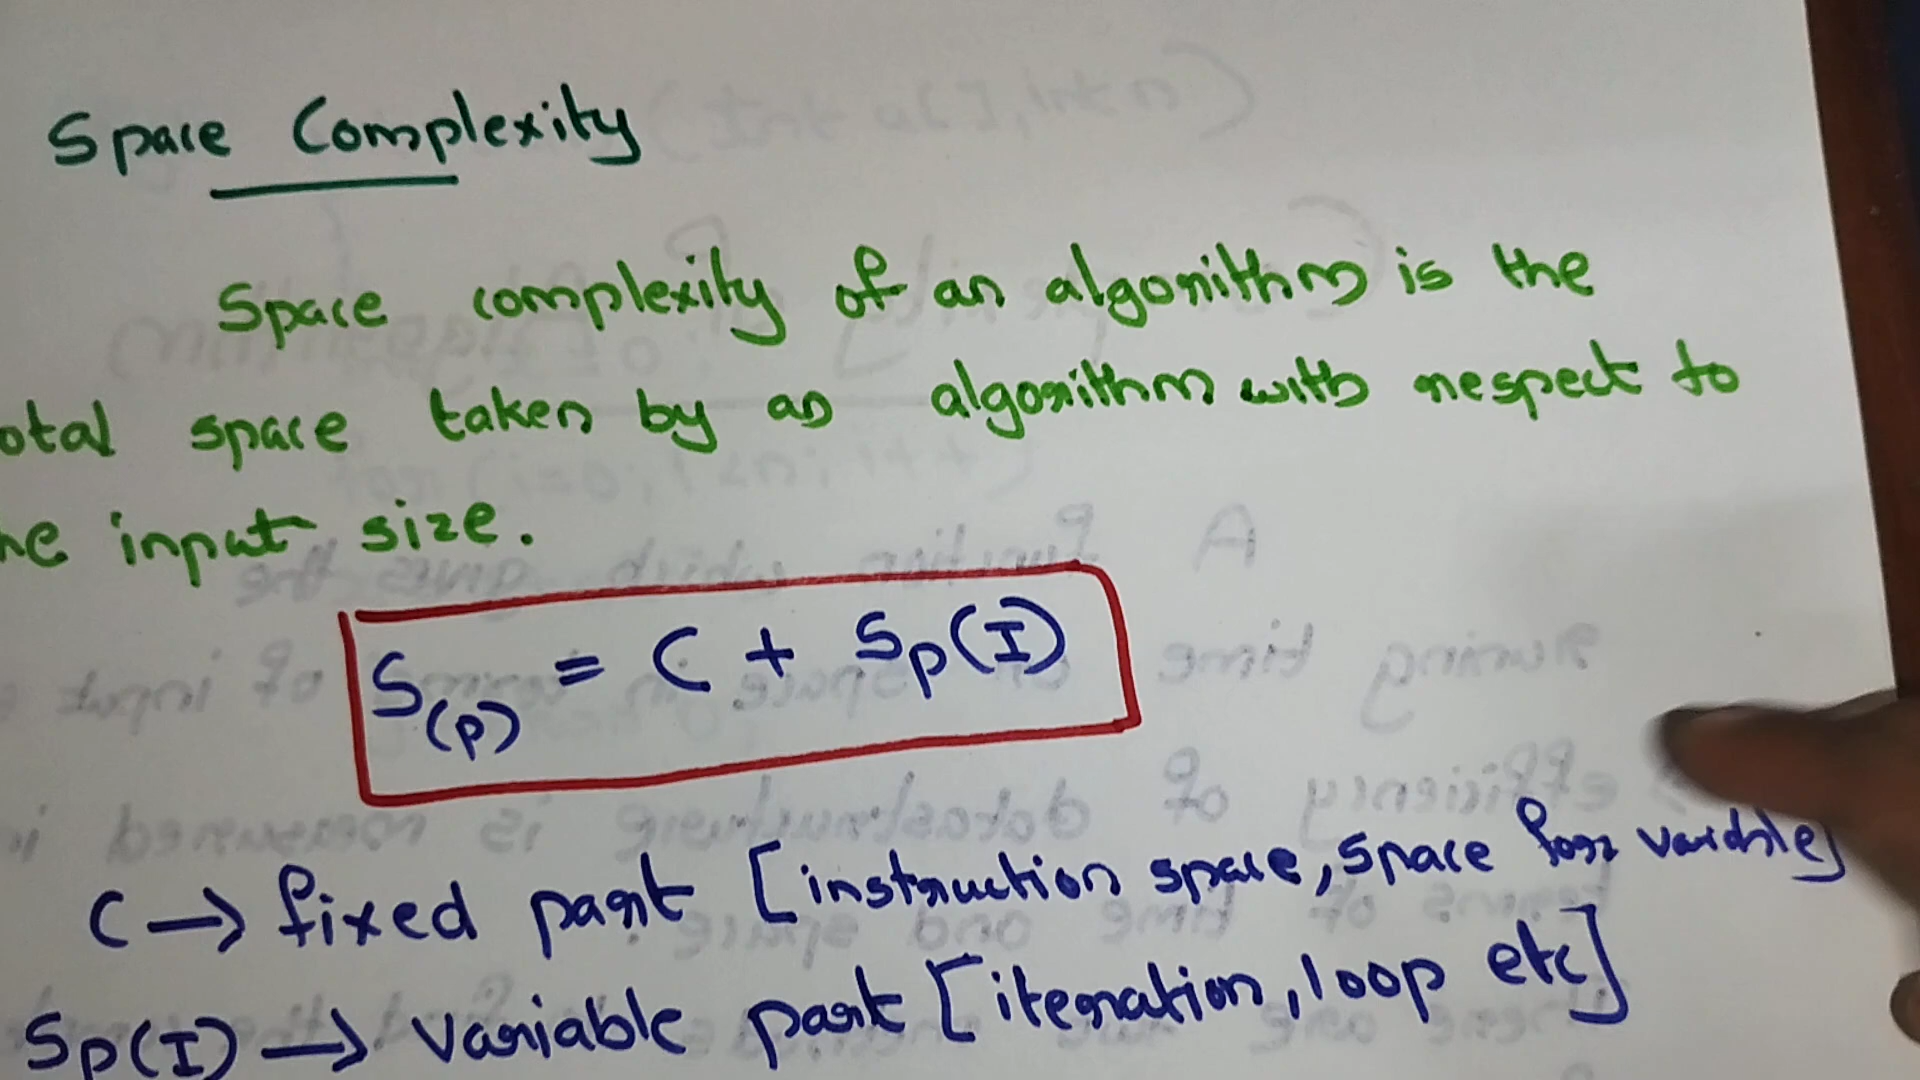 Space Complexity
Space complexity of an algorithm is the
otal space taken by an algorithm with respect to
he input size.
S(p) = C + Sp(I)
C → fixed part [instruction space, space for variable]
Sp(I) → variable part [iteration, loop etc]